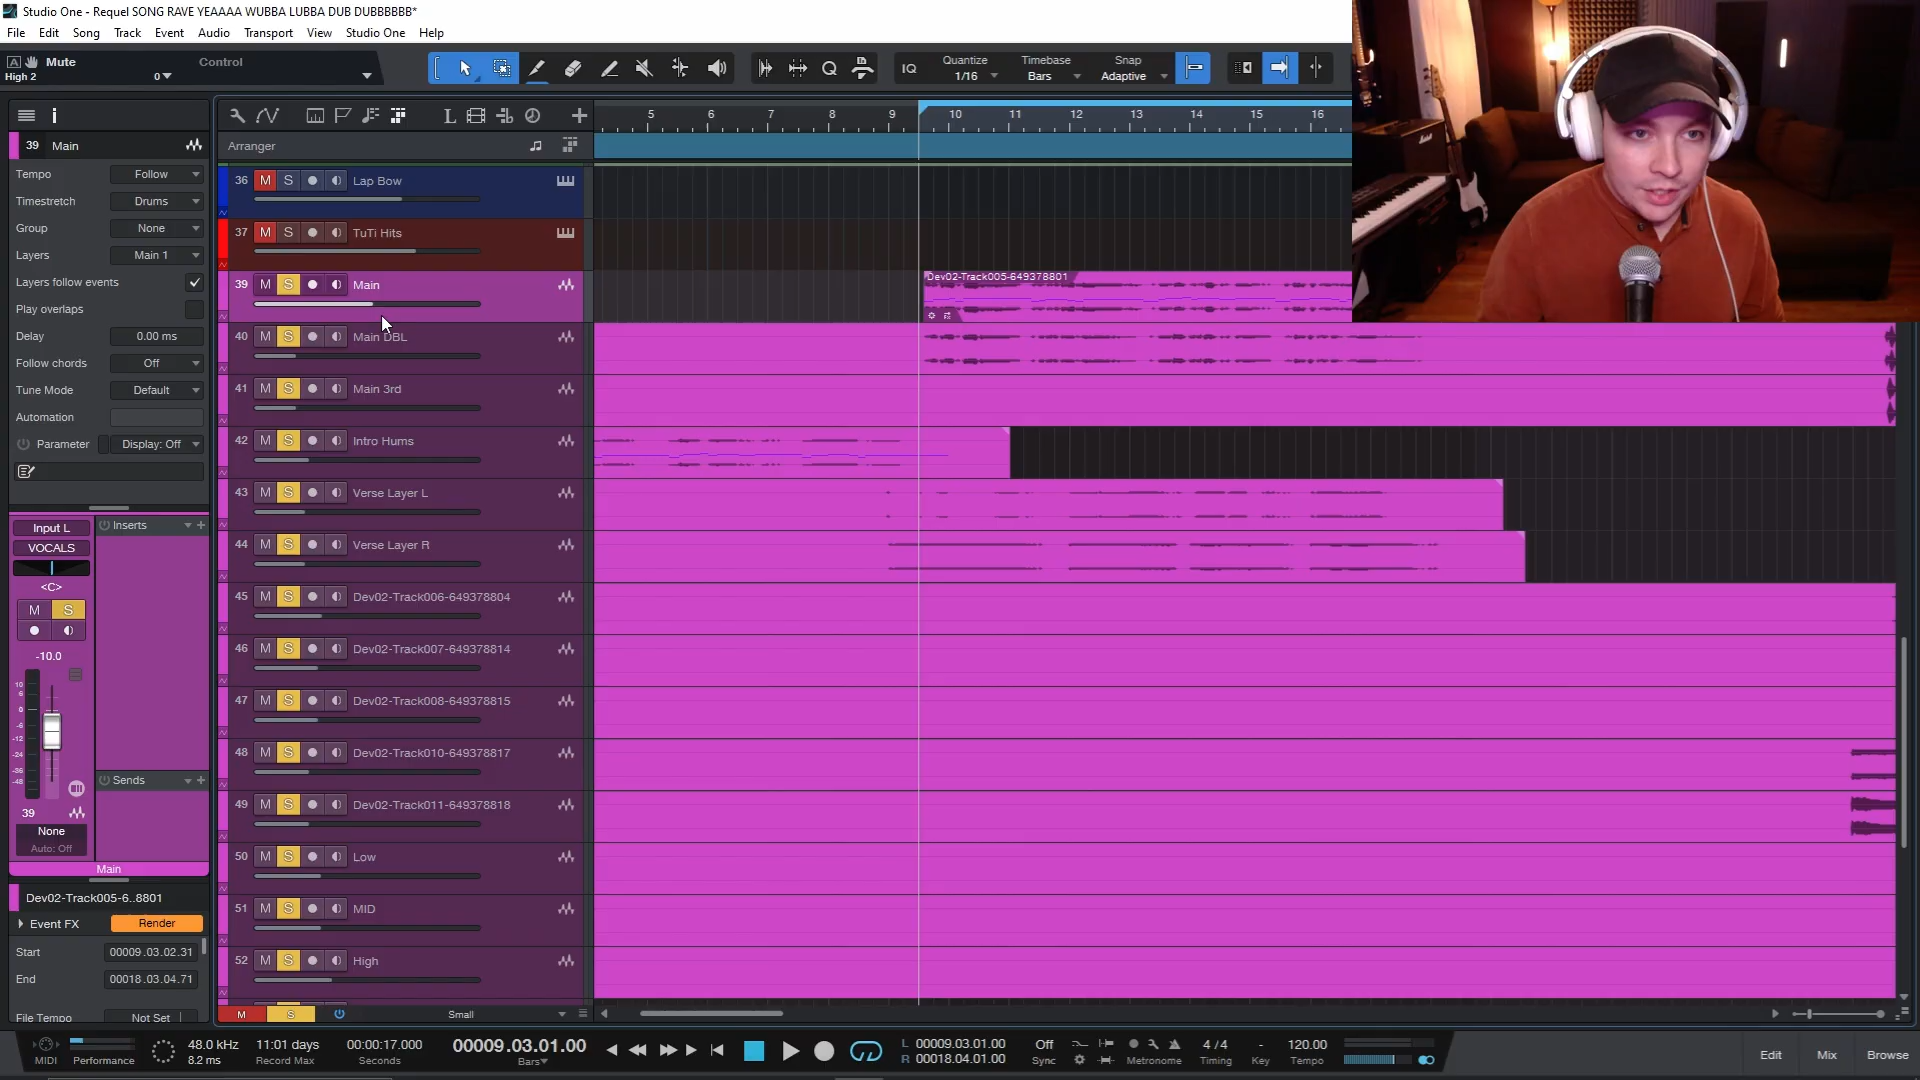 Studio One - Requel SONG RAVE YEAAAA WUBBA LUBBA DUB DUBBBBBB*
File Edit Song Track Event Audio Transport View Studio One Help
Mute Control
High 2 0
IQ Quantize 1/16 Timebase Bars Snap Adaptive
39 Main
Tempo Follow
Timestretch Drums
Group None
Layers Main 1
Layers follow events
Play overlaps
Delay 0.00 ms
Follow chords Off
Tune Mode Default
Automation
Parameter Display: Off
Input L Inserts
VOCALS
<C>
M S
-10.0
10
6
0
-6
-12
-24
-36
-48
Sends
39
None
Auto: Off
Main
Dev02-Track005-6..8801
Event FX Render
Start 00009.03.02.31
End 00018.03.04.71
File Tempo Not Set
5 6 7 8 9 10 11 12 13 14 15 16
Arranger
36 M S Lap Bow
37 M S TuTi Hits
39 M S Main
Dev02-Track005-649378801
40 M S Main DBL
41 M S Main 3rd
42 M S Intro Hums
43 M S Verse Layer L
44 M S Verse Layer R
45 M S Dev02-Track006-649378804
46 M S Dev02-Track007-649378814
47 M S Dev02-Track008-649378815
48 M S Dev02-Track010-649378817
49 M S Dev02-Track011-649378818
50 M S Low
51 M S MID
52 M S High
M S Small
MIDI Performance
48.0 kHz
8.2 ms
11:01 days
Record Max
00:00:17.000
Seconds
00009.03.01.00
Bars
L 00009.03.01.00
R 00018.04.01.00
Off
Sync
Metronome
4 / 4
Timing
-
Key
120.00
Tempo
Edit Mix Browse